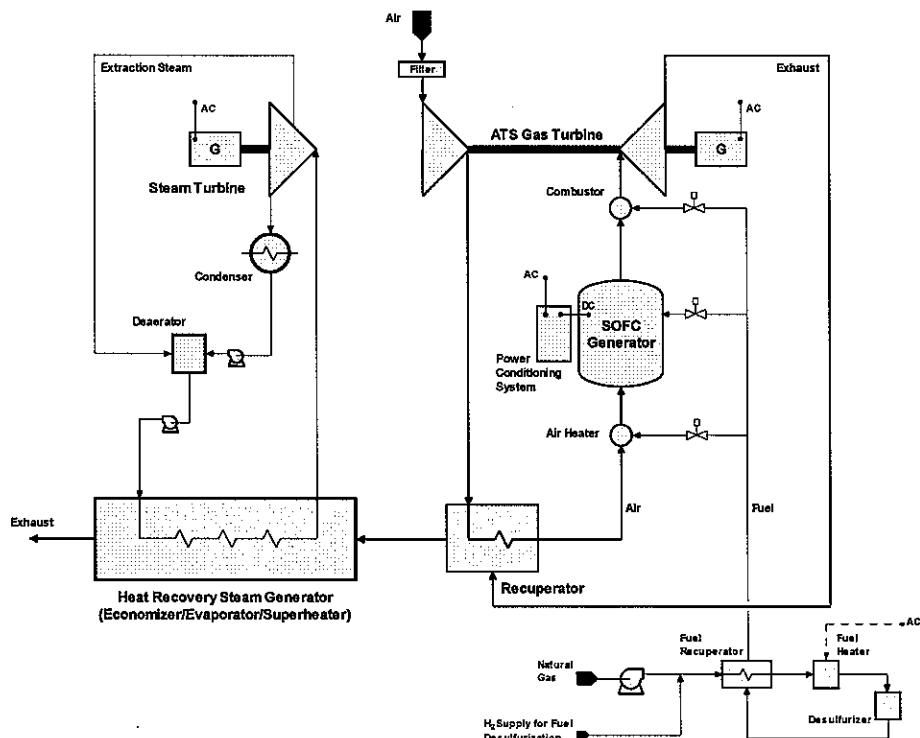 Air
Extraction Steam
Filter
Exhaust
AC
AC
ATS Gas Turbine
G
G
Steam Turbine
Combustor
Condenser
AC
DC
SOFC
Generator
Deaerator
Power
Conditioning
System
Air Heater
Exhaust
Air
Fuel
Heat Recovery Steam Generator
(Economizer/Evaporator/Superheater)
Recuperator
AC
Fuel
Recuperator
Fuel
Heater
Natural
Gas
Desulfurizer
H2 Supply for Fuel
Desulfurization